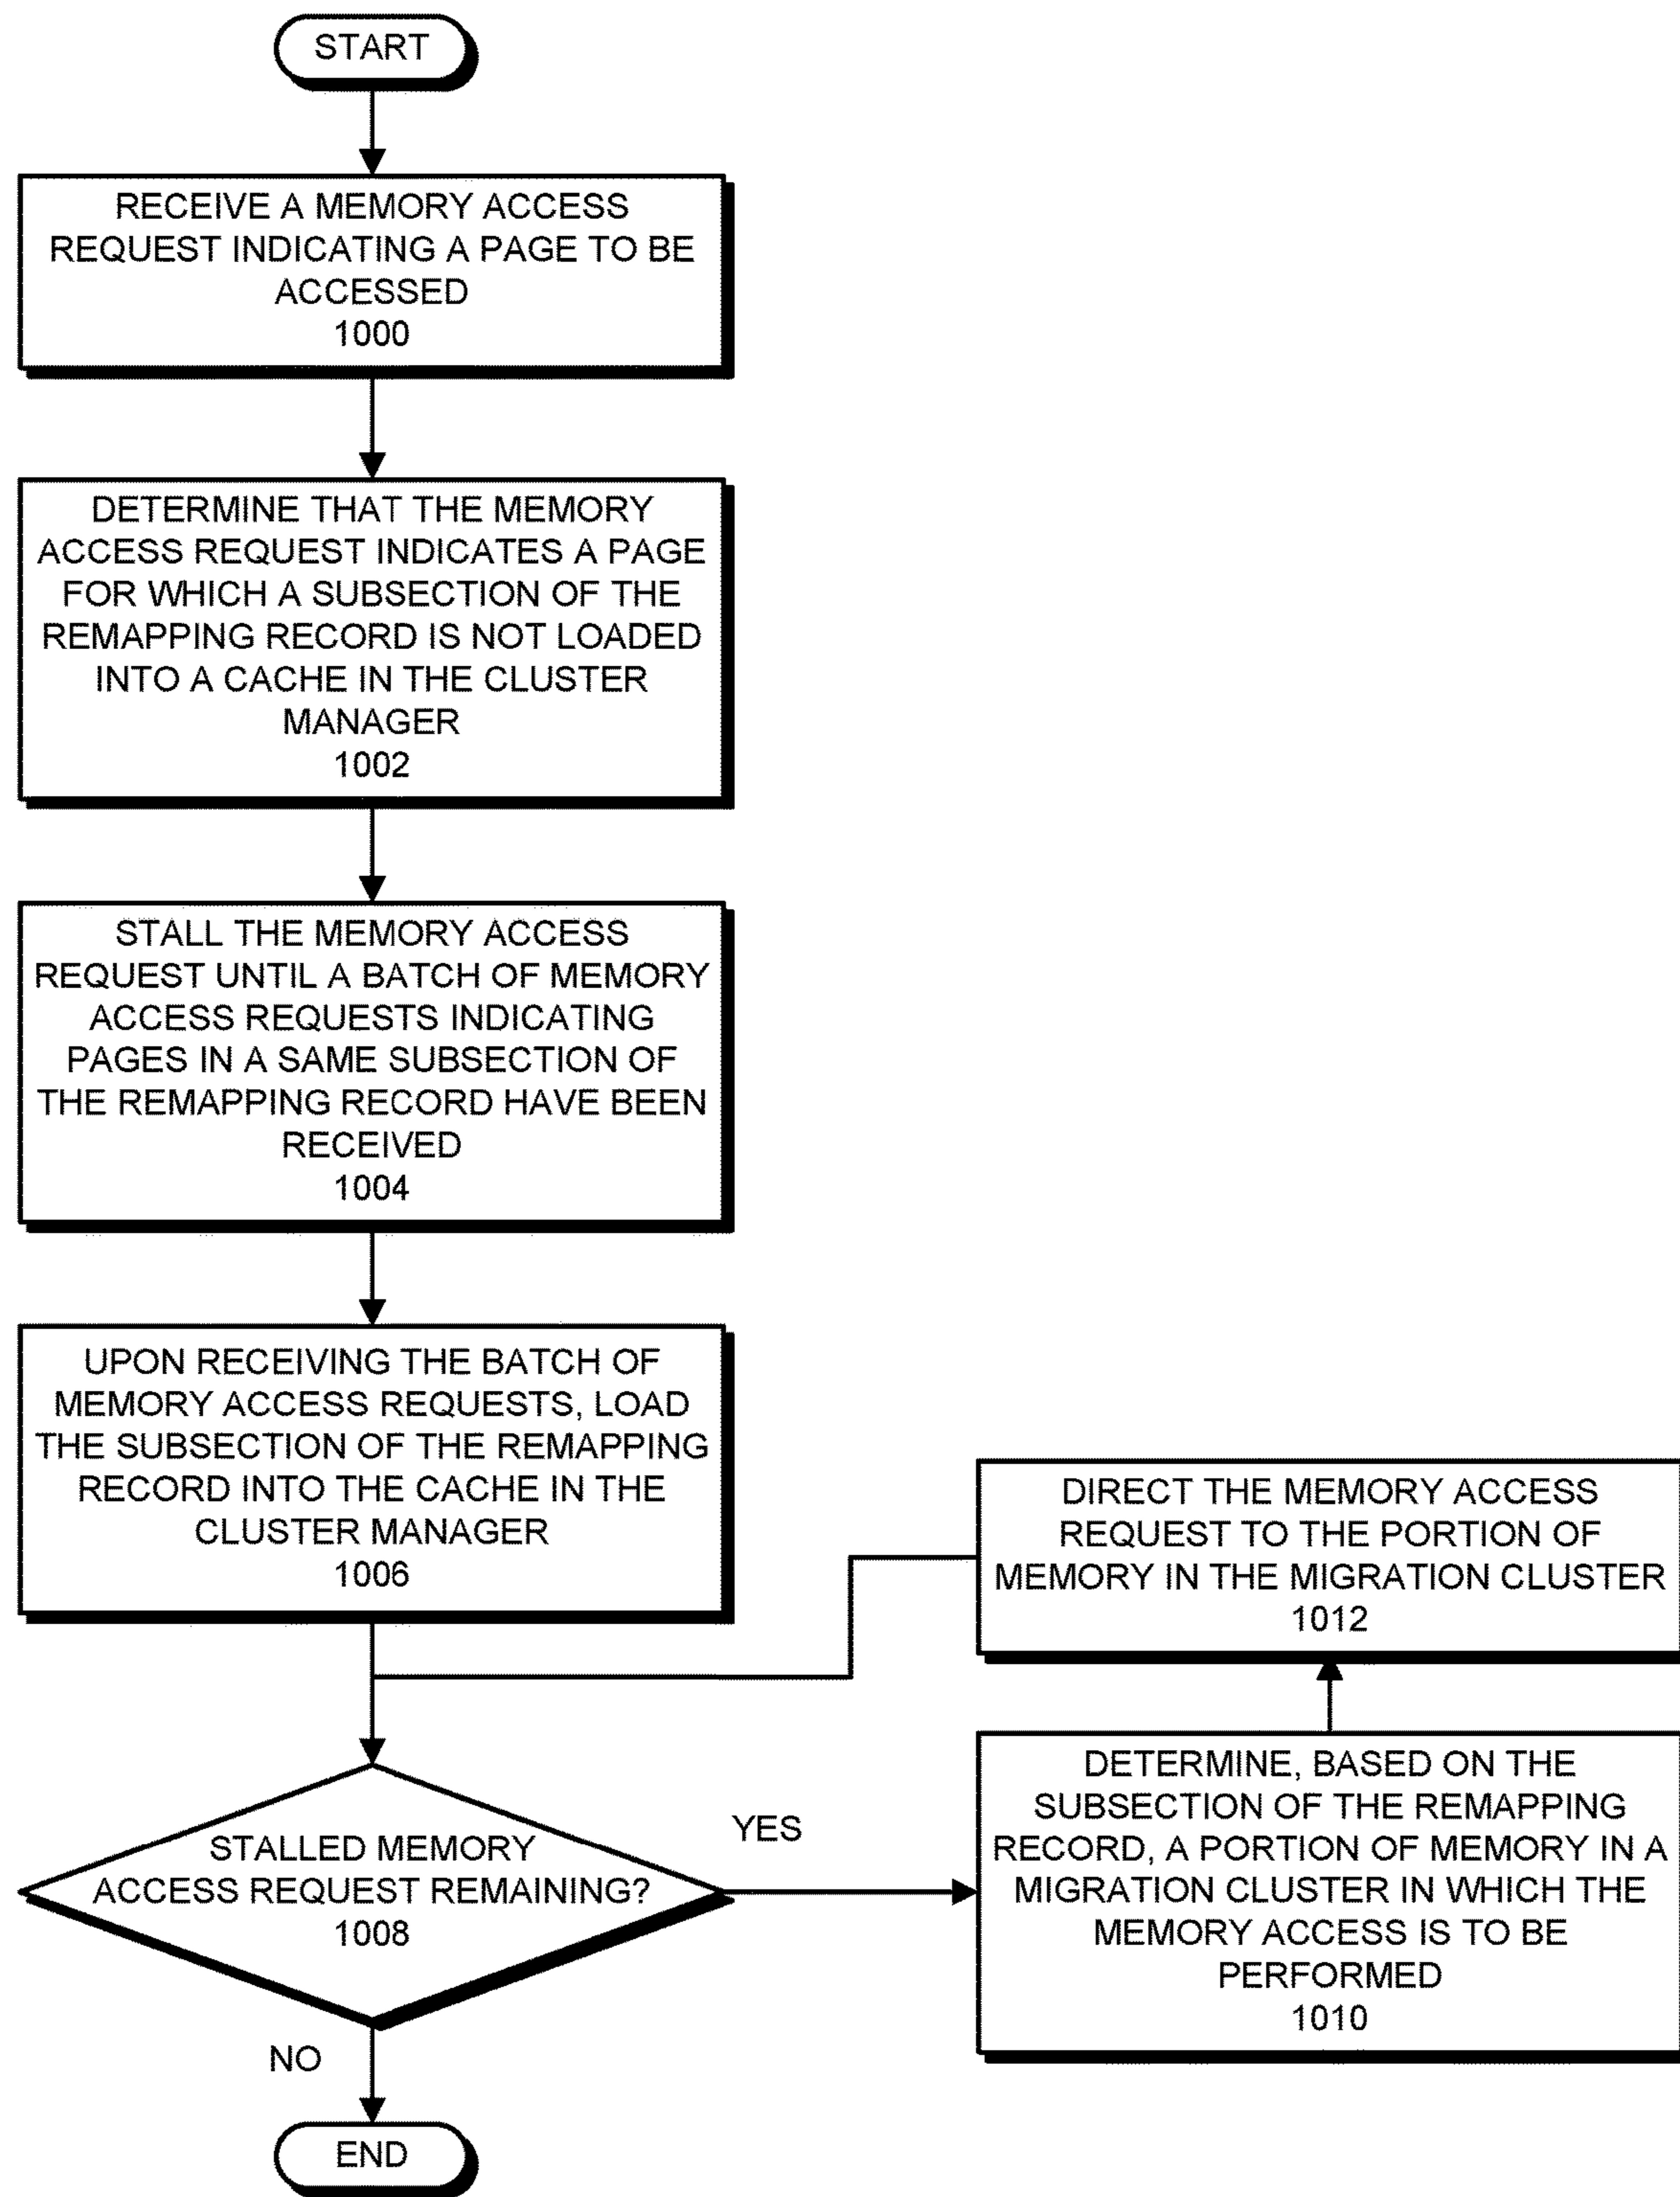 START
RECEIVE A MEMORY ACCESS
REQUEST INDICATING A PAGE TO BE
ACCESSED
1000
DETERMINE THAT THE MEMORY
ACCESS REQUEST INDICATES A PAGE
FOR WHICH A SUBSECTION OF THE
REMAPPING RECORD IS NOT LOADED
INTO A CACHE IN THE CLUSTER
MANAGER
1002
STALL THE MEMORY ACCESS
REQUEST UNTIL A BATCH OF MEMORY
ACCESS REQUESTS INDICATING
PAGES IN A SAME SUBSECTION OF
THE REMAPPING RECORD HAVE BEEN
RECEIVED
1004
UPON RECEIVING THE BATCH OF
MEMORY ACCESS REQUESTS, LOAD
THE SUBSECTION OF THE REMAPPING
RECORD INTO THE CACHE IN THE
CLUSTER MANAGER
1006
STALLED MEMORY
ACCESS REQUEST REMAINING?
1008
YES
DETERMINE, BASED ON THE
SUBSECTION OF THE REMAPPING
RECORD, A PORTION OF MEMORY IN A
MIGRATION CLUSTER IN WHICH THE
MEMORY ACCESS IS TO BE
PERFORMED
1010
DIRECT THE MEMORY ACCESS
REQUEST TO THE PORTION OF
MEMORY IN THE MIGRATION CLUSTER
1012
NO
END